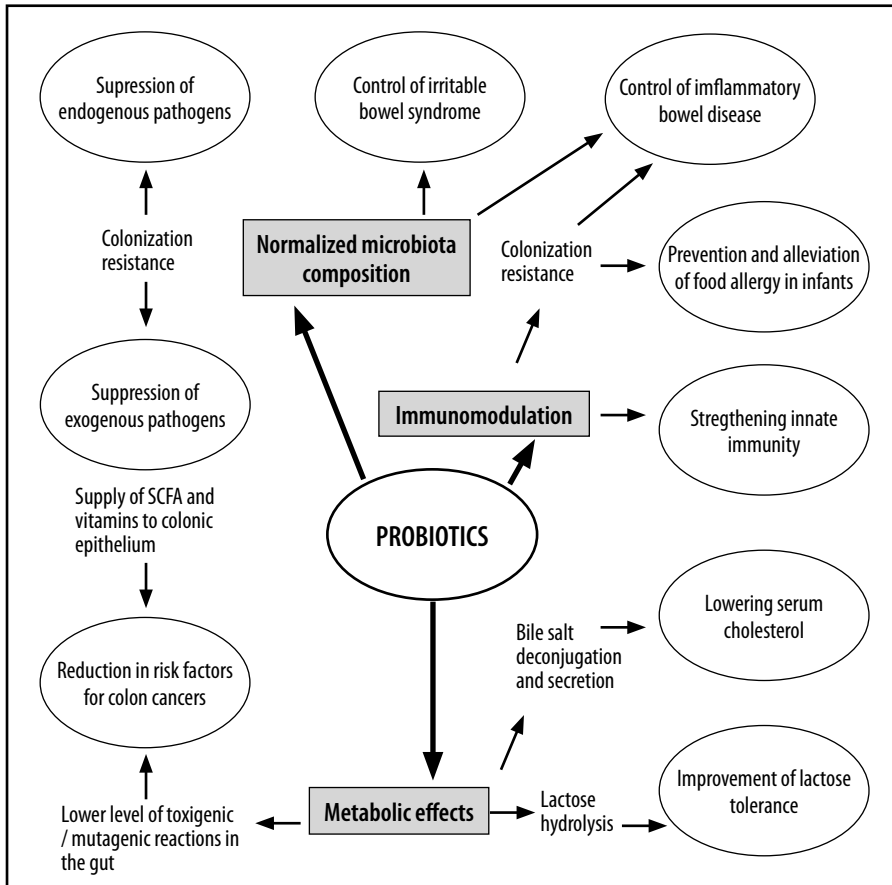 Supression of
endogenous pathogens
Control of irritable
bowel syndrome
Control of imflammatory
bowel disease
Colonization
resistance
Normalized microbiota
composition
Colonization
resistance
Prevention and alleviation
of food allergy in infants
Suppression of
exogenous pathogens
Immunomodulation
Stregthening innate
immunity
Supply of SCFA and
vitamins to colonic
epithelium
PROBIOTICS
Bile salt
deconjugation
and secretion
Lowering serum
cholesterol
Reduction in risk factors
for colon cancers
Lower level of toxigenic
/ mutagenic reactions in
the gut
Metabolic effects
Lactose
hydrolysis
Improvement of lactose
tolerance